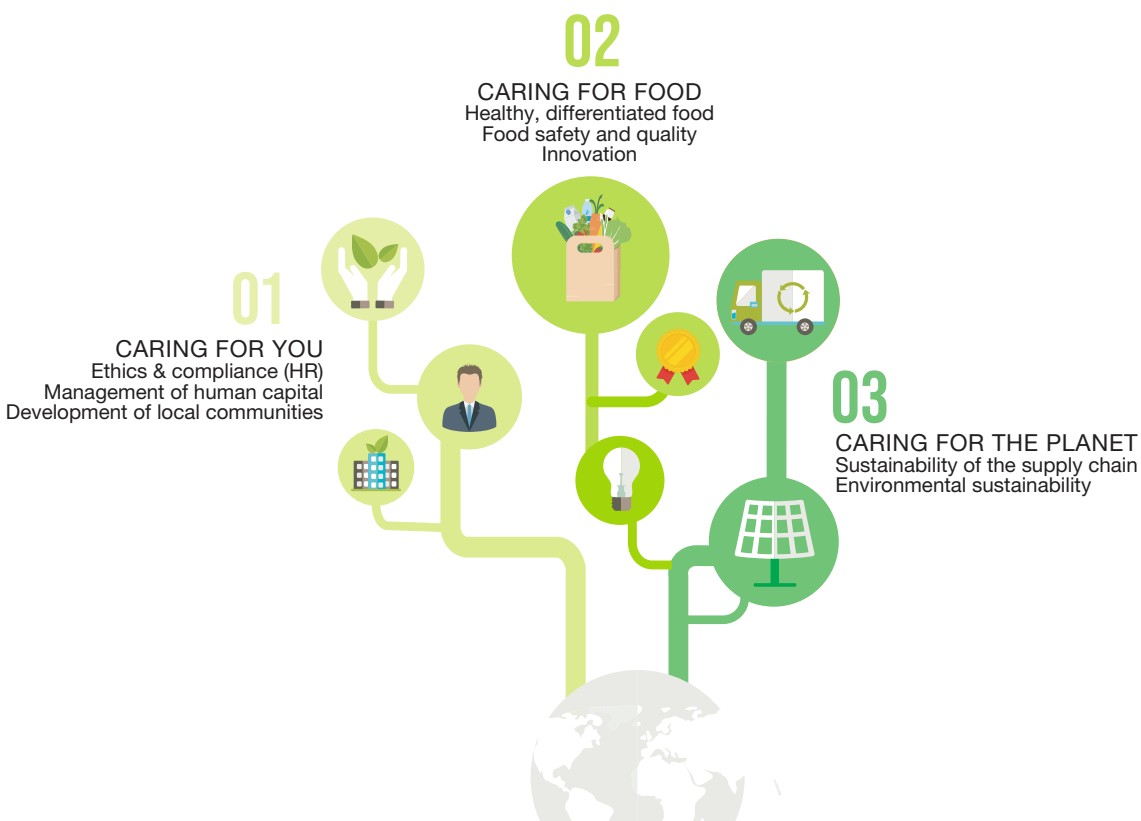 01
CARING FOR YOU
Ethics & compliance (HR)
Management of human capital
Development of local communities
02
CARING FOR FOOD
Healthy, differentiated food
Food safety and quality
Innovation
03
CARING FOR THE PLANET
Sustainability of the supply chain
Environmental sustainability